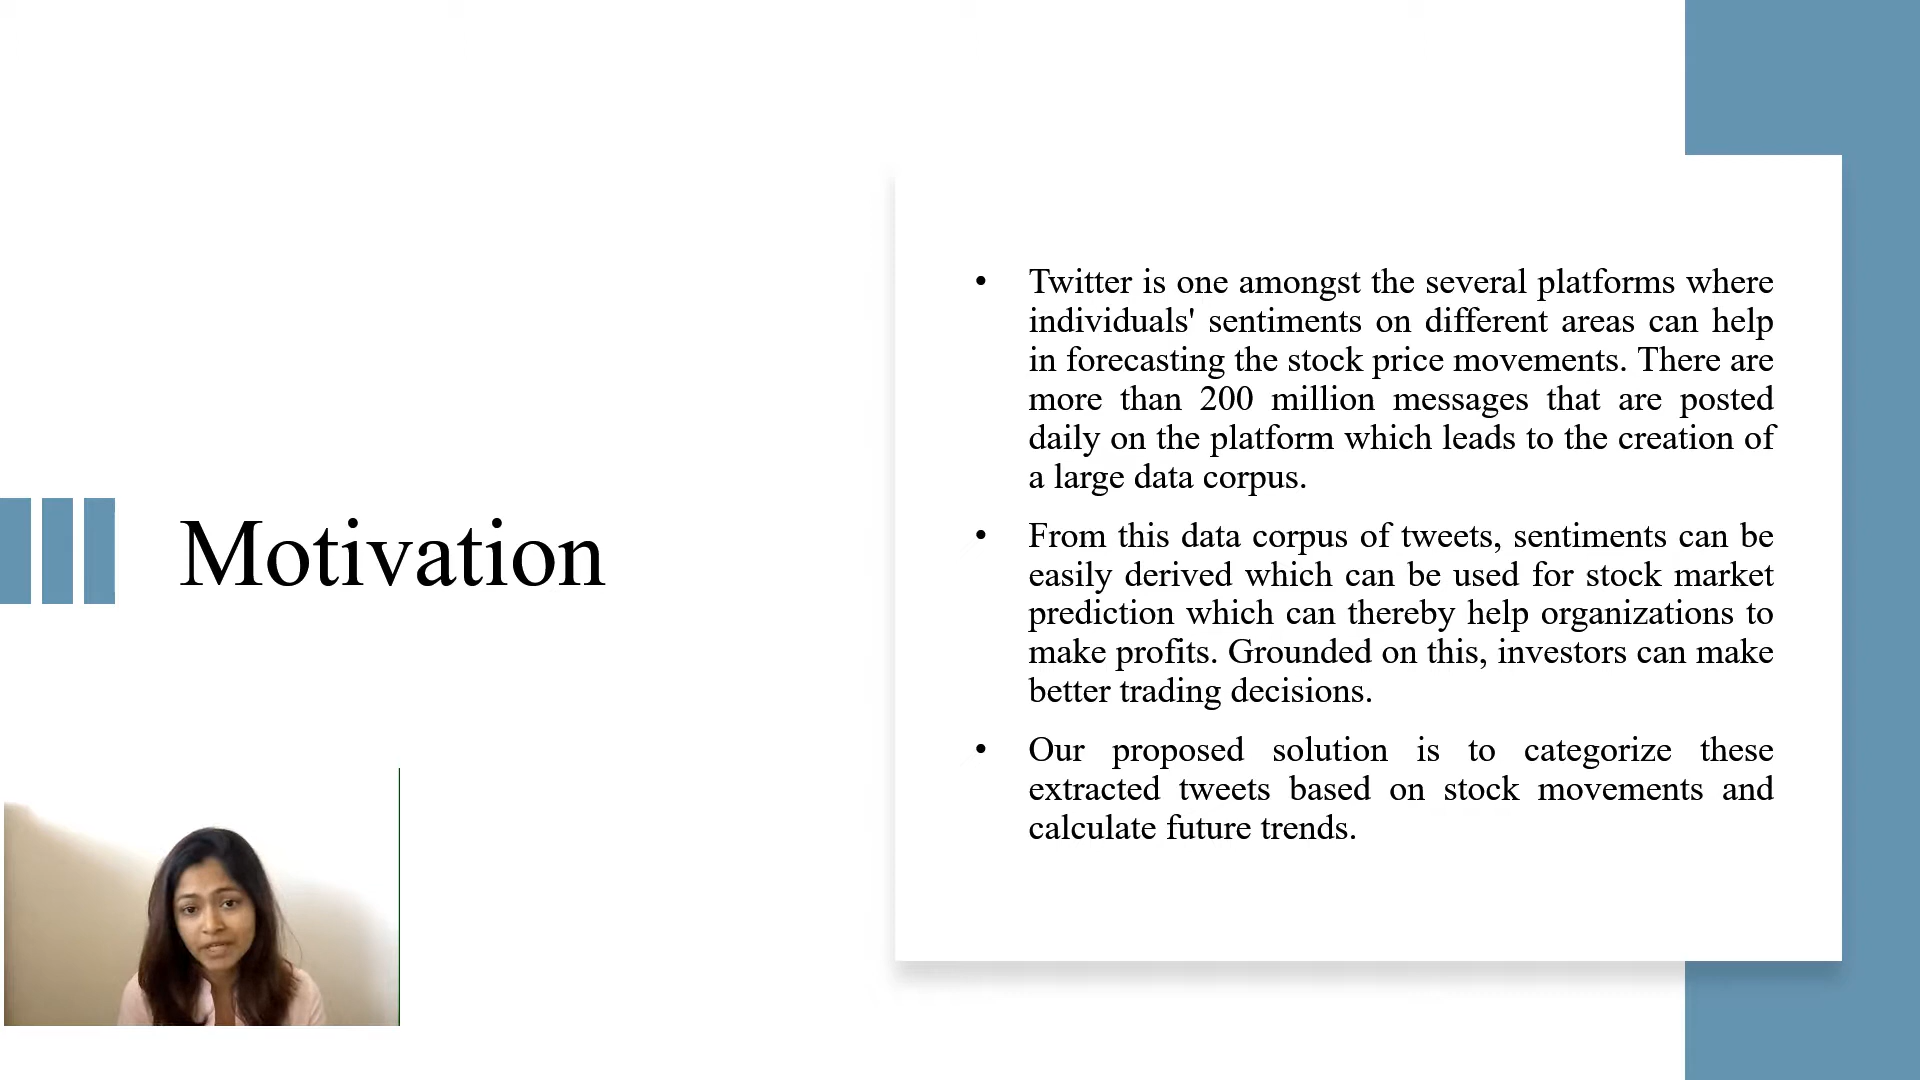 Motivation
• Twitter is one amongst the several platforms where
individuals' sentiments on different areas can help
in forecasting the stock price movements. There are
more than 200 million messages that are posted
daily on the platform which leads to the creation of
a large data corpus.
• From this data corpus of tweets, sentiments can be
easily derived which can be used for stock market
prediction which can thereby help organizations to
make profits. Grounded on this, investors can make
better trading decisions.
• Our proposed solution is to categorize these
extracted tweets based on stock movements and
calculate future trends.